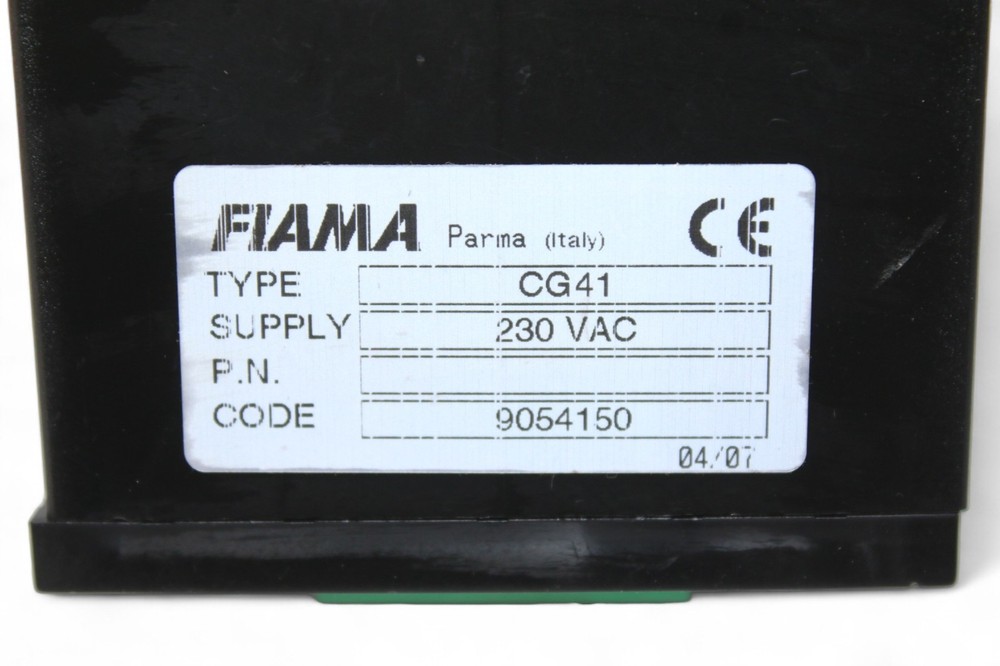 FIAMA Parma (Italy) CE
TYPE CG41
SUPPLY 230 VAC
P.N.
CODE 9054150
04/07